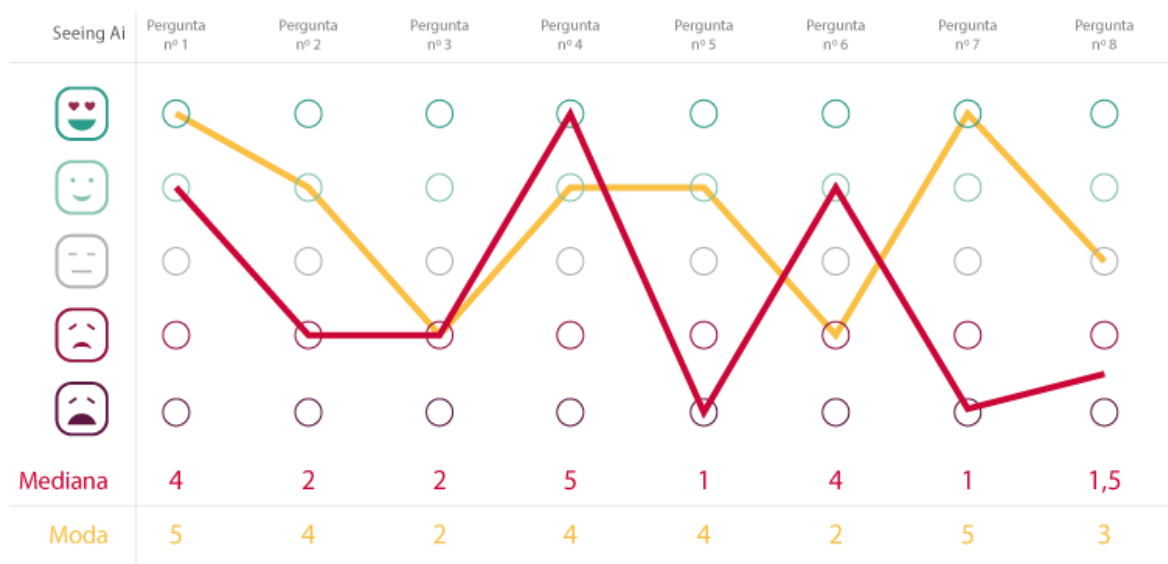 Seeing Ai
Pergunta nº 1
Pergunta nº 2
Pergunta nº 3
Pergunta nº 4
Pergunta nº 5
Pergunta nº 6
Pergunta nº 7
Pergunta nº 8
Mediana 4 2 2 5 1 4 1 1,5
Moda 5 4 2 4 4 2 5 3